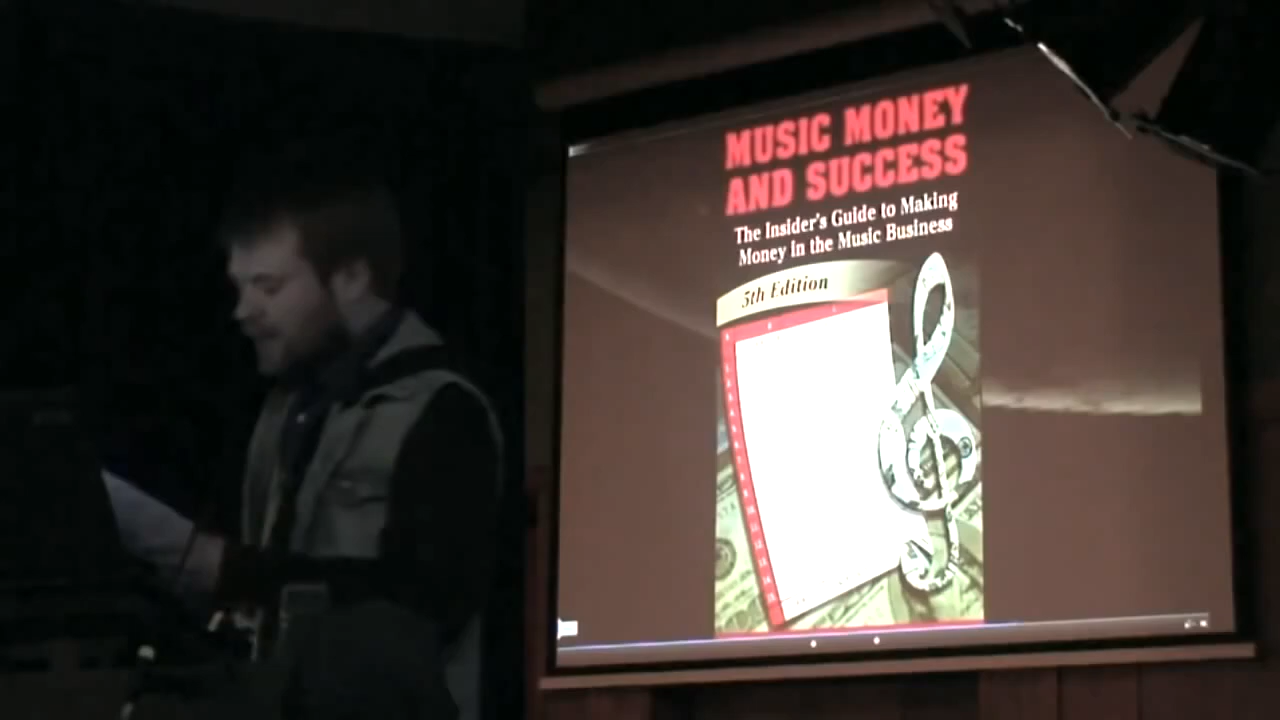 MUSIC MONEY
AND SUCCESS
The Insider's Guide to Making
Money in the Music Business
5th Edition